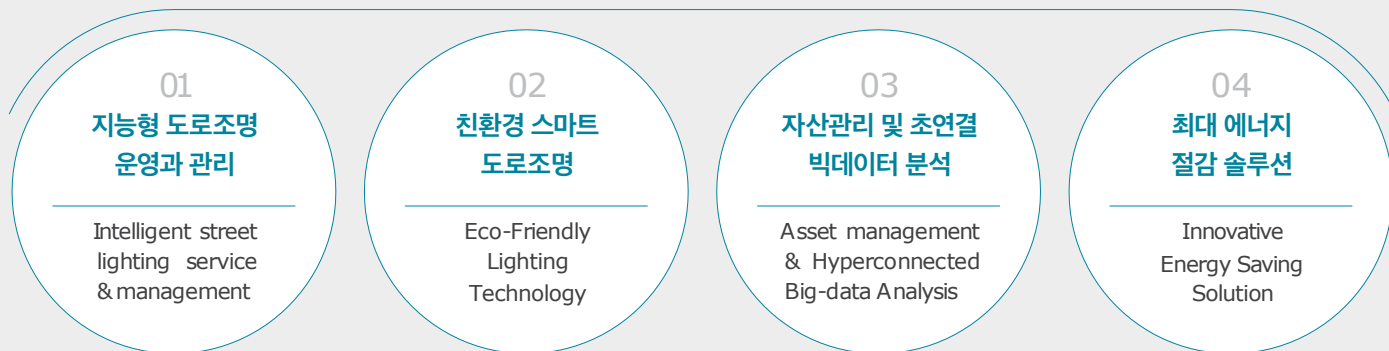 01
지능형 도로조명
운영과 관리
Intelligent street
lighting service
& management
02
친환경 스마트
도로조명
Eco-Friendly
Lighting
Technology
03
자산관리 및 초연결
빅데이터 분석
Asset management
& Hyperconnected
Big-data Analysis
04
최대 에너지
절감 솔루션
Innovative
Energy Saving
Solution